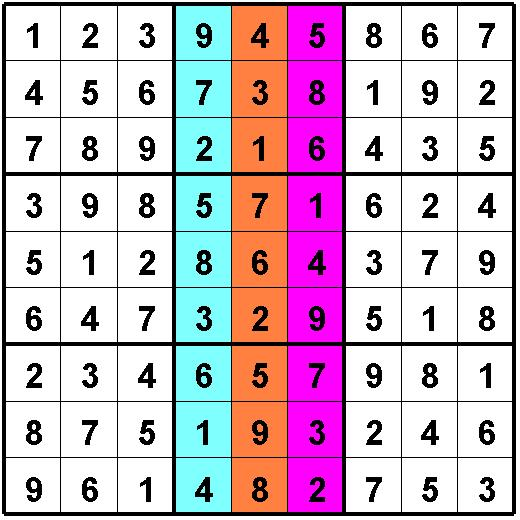 1 2 3 9 4 5 8 6 7
4 5 6 7 3 8 1 9 2
7 8 9 2 1 6 4 3 5
3 9 8 5 7 1 6 2 4
5 1 2 8 6 4 3 7 9
6 4 7 3 2 9 5 1 8
2 3 4 6 5 7 9 8 1
8 7 5 1 9 3 2 4 6
9 6 1 4 8 2 7 5 3